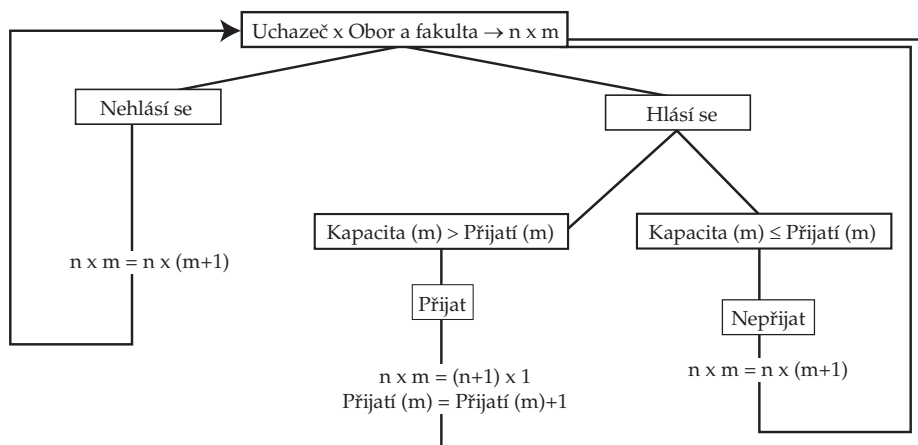 Uchazeč x Obor a fakulta → n x m
Nehlásí se
Hlásí se
Kapacita (m) > Přijatí (m)
Kapacita (m) ≤ Přijatí (m)
n x m = n x (m+1)
Přijat
Nepřijat
n x m = (n+1) x 1
Přijatí (m) = Přijatí (m)+1
n x m = n x (m+1)